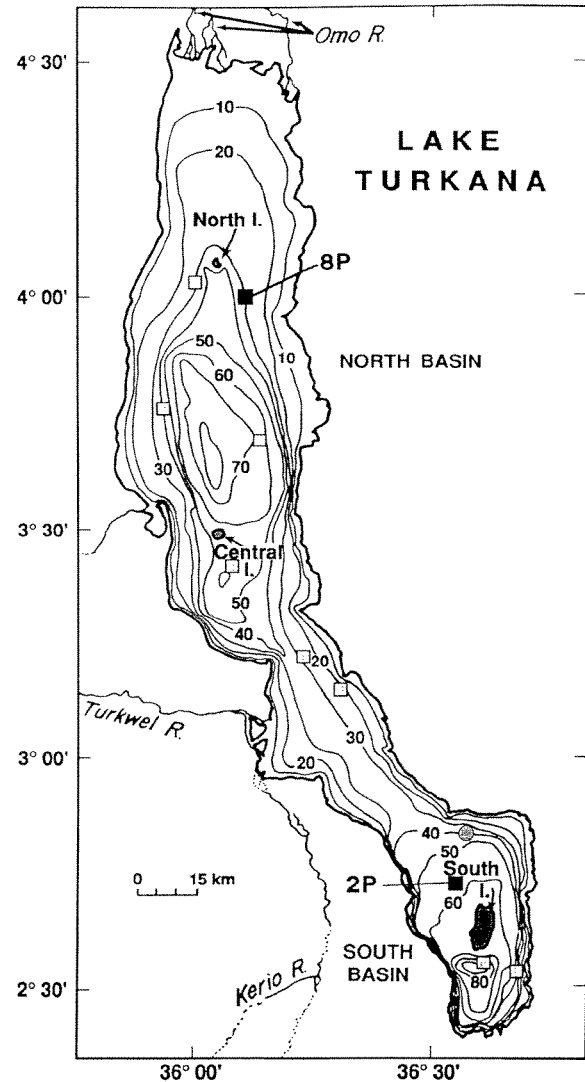 Omo R.
4° 30'
10
20
LAKE
TURKANA
North I.
8P
4° 00'
50
60
10
NORTH BASIN
70
30
3° 30'
Central
I.
50
40
20
Turkwel R.
30
3° 00'
20
40
50
South
I.
2P
60
0 15 km
SOUTH
BASIN
80
Kerio R.
2° 30'
36° 00' 36° 30'